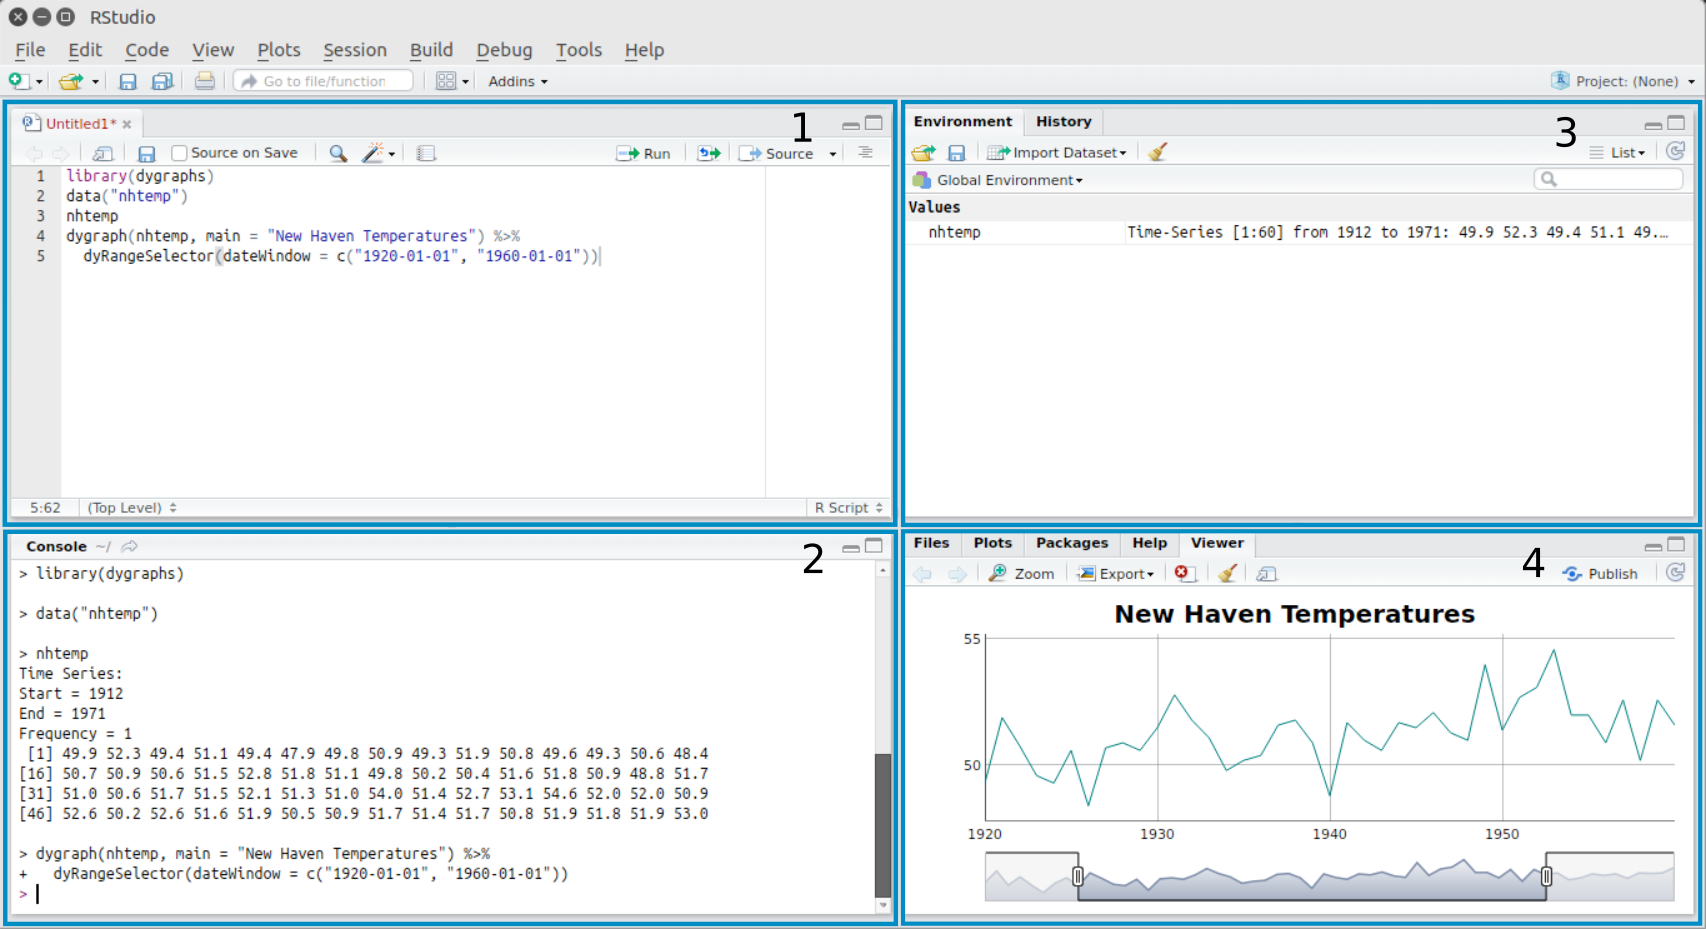 RStudio
File Edit Code View Plots Session Build Debug Tools Help
Go to file/function Addins Project: (None)
Untitled1* 1
Source on Save Run Source
1 library(dygraphs)
2 data("nhtemp")
3 nhtemp
4 dygraph(nhtemp, main = "New Haven Temperatures") %>%
5 dyRangeSelector(dateWindow = c("1920-01-01", "1960-01-01"))
5:62 (Top Level) R Script
Console ~/ 2
> library(dygraphs)
> data("nhtemp")
> nhtemp
Time Series:
Start = 1912
End = 1971
Frequency = 1
[1] 49.9 52.3 49.4 51.1 49.4 47.9 49.8 50.9 49.3 51.9 50.8 49.6 49.3 50.6 48.4
[16] 50.7 50.9 50.6 51.5 52.8 51.8 51.1 49.8 50.2 50.4 51.6 51.8 50.9 48.8 51.7
[31] 51.0 50.6 51.7 51.5 52.1 51.3 51.0 54.0 51.4 52.7 53.1 54.6 52.0 52.0 50.9
[46] 52.6 50.2 52.6 51.6 51.9 50.5 50.9 51.7 51.4 51.7 50.8 51.9 51.8 51.9 53.0
> dygraph(nhtemp, main = "New Haven Temperatures") %>%
+ dyRangeSelector(dateWindow = c("1920-01-01", "1960-01-01"))
>
Environment History 3
Import Dataset List
Global Environment
Values
nhtemp Time-Series [1:60] from 1912 to 1971: 49.9 52.3 49.4 51.1 49.…
Files Plots Packages Help Viewer 4
Zoom Export Publish
New Haven Temperatures
55
50
1920 1930 1940 1950